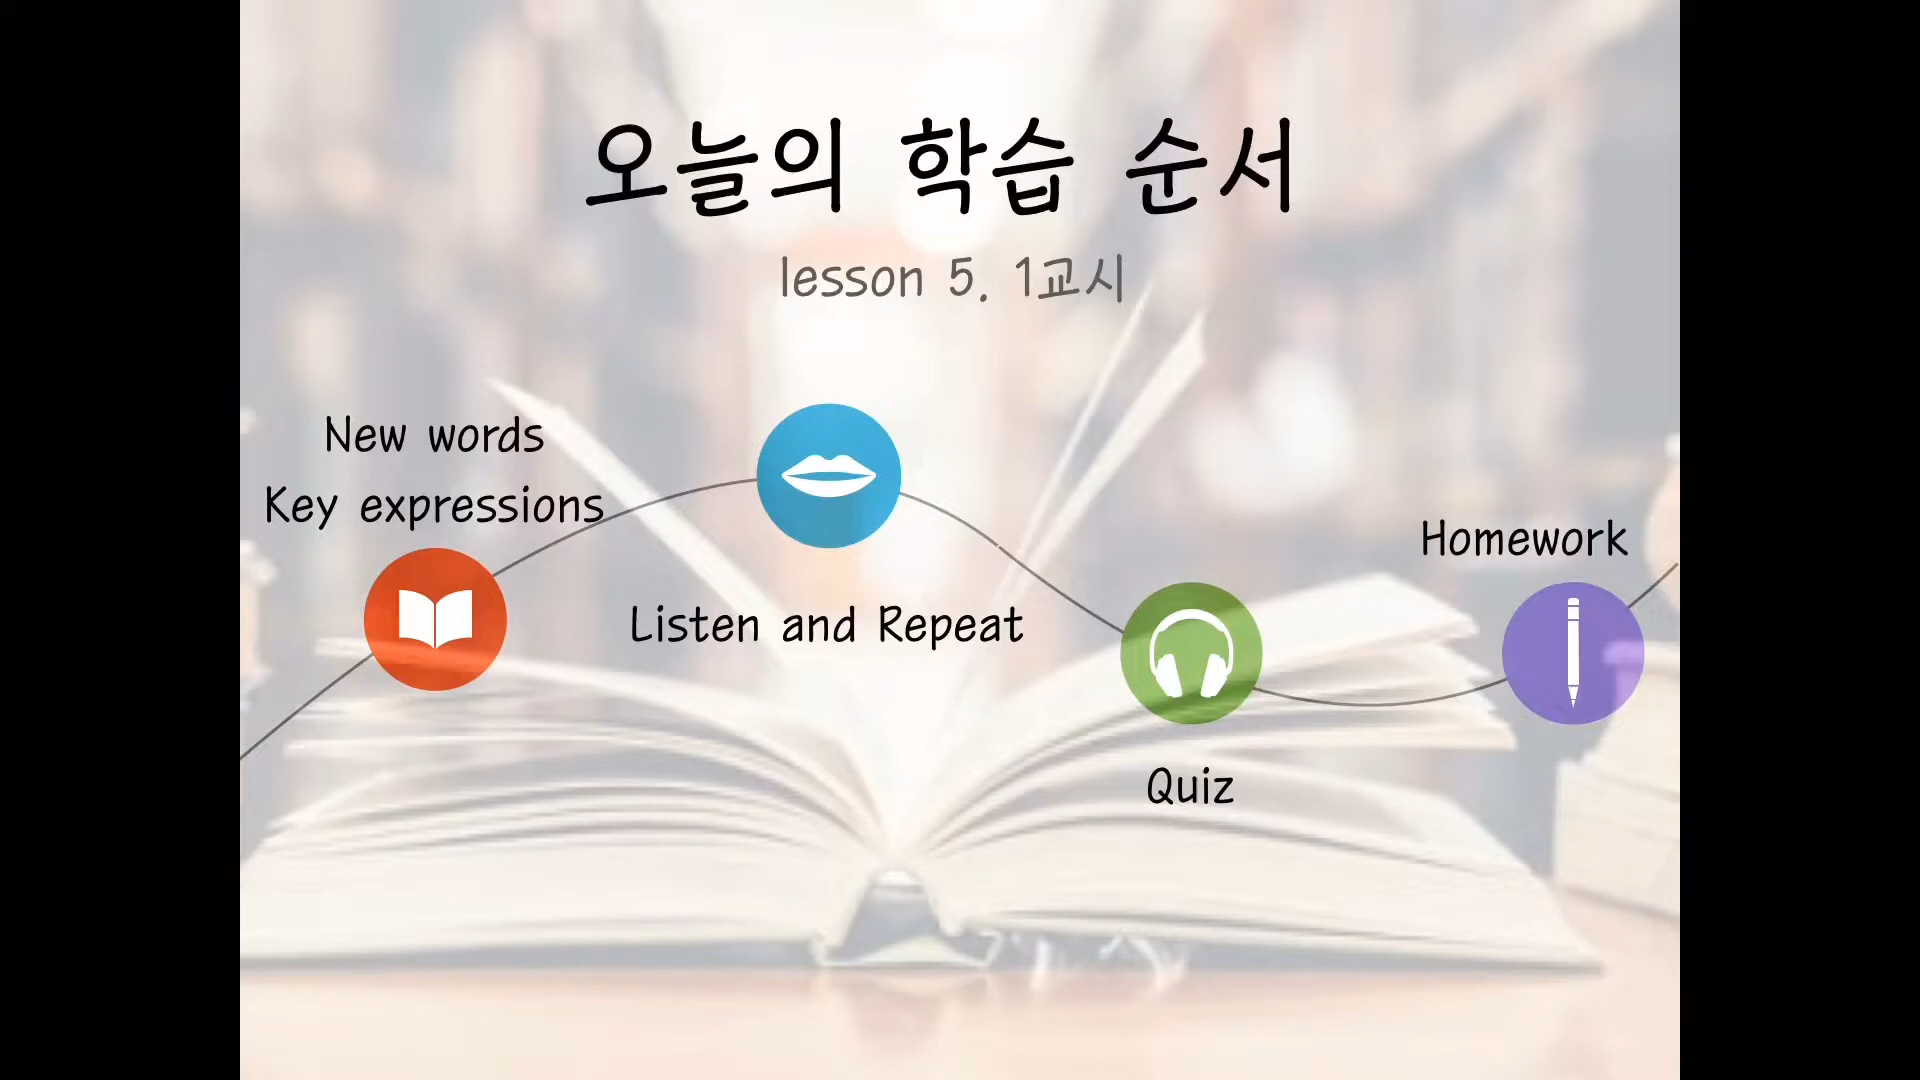 오늘의 학습 순서
lesson 5. 1교시
New words
Key expressions
Listen and Repeat
Quiz
Homework